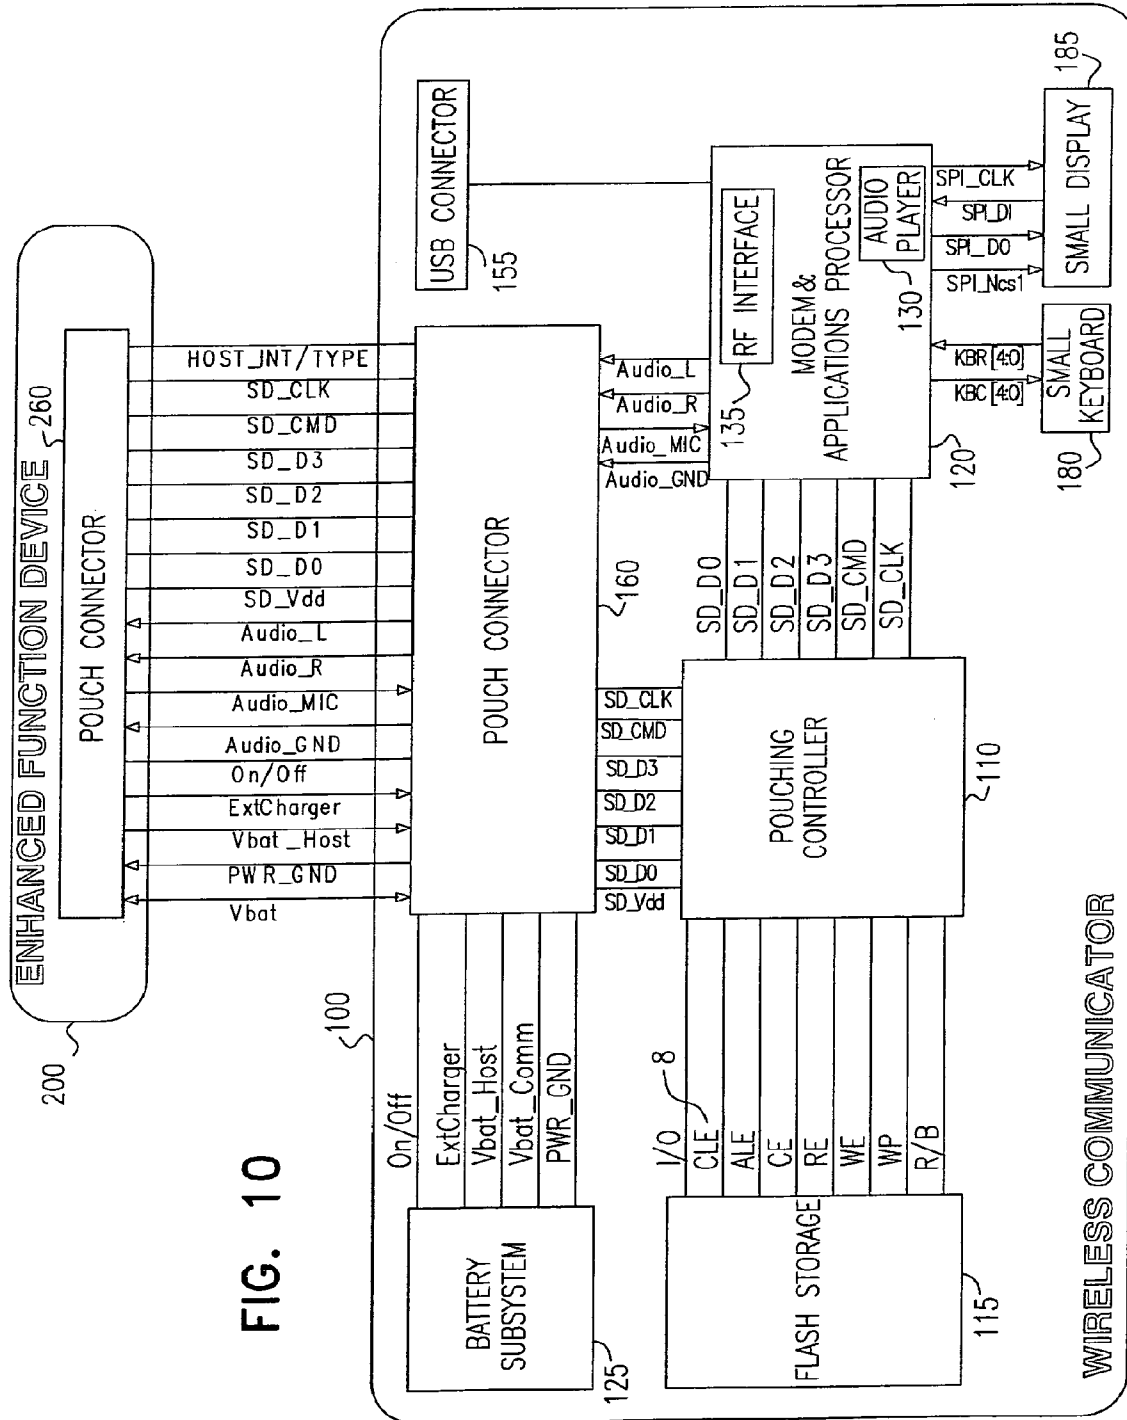 FIG. 10
ENHANCED FUNCTION DEVICE
200
POUCH CONNECTOR
260
Vbat
PWR_GND
Vbat_Host
ExtCharger
On/Off
Audio_GND
Audio_MIC
Audio_R
Audio_L
SD_Vdd
SD_D0
SD_D1
SD_D2
SD_D3
SD_CMD
SD_CLK
HOST_INT/TYPE
100
BATTERY
SUBSYSTEM
125
On/Off
ExtCharger
Vbat_Host
Vbat_Comm
PWR_GND
POUCH CONNECTOR
160
USB CONNECTOR
155
SD_Vdd
SD_D0
SD_D1
SD_D2
SD_D3
SD_CMD
SD_CLK
Audio_GND
Audio_MIC
Audio_R
Audio_L
FLASH STORAGE
115
I/O
8
CLE
ALE
CE
RE
WE
WP
R/B
POUCHING
CONTROLLER
110
SD_D0
SD_D1
SD_D2
SD_D3
SD_CMD
SD_CLK
135
RF INTERFACE
MODEM &
APPLICATIONS PROCESSOR
120
130
AUDIO
PLAYER
KBC [4:0]
KBR [4:0]
SPI_Ncs1
SPI_D0
SPI_DI
SPI_CLK
SMALL
KEYBOARD
180
SMALL DISPLAY
185
WIRELESS COMMUNICATOR